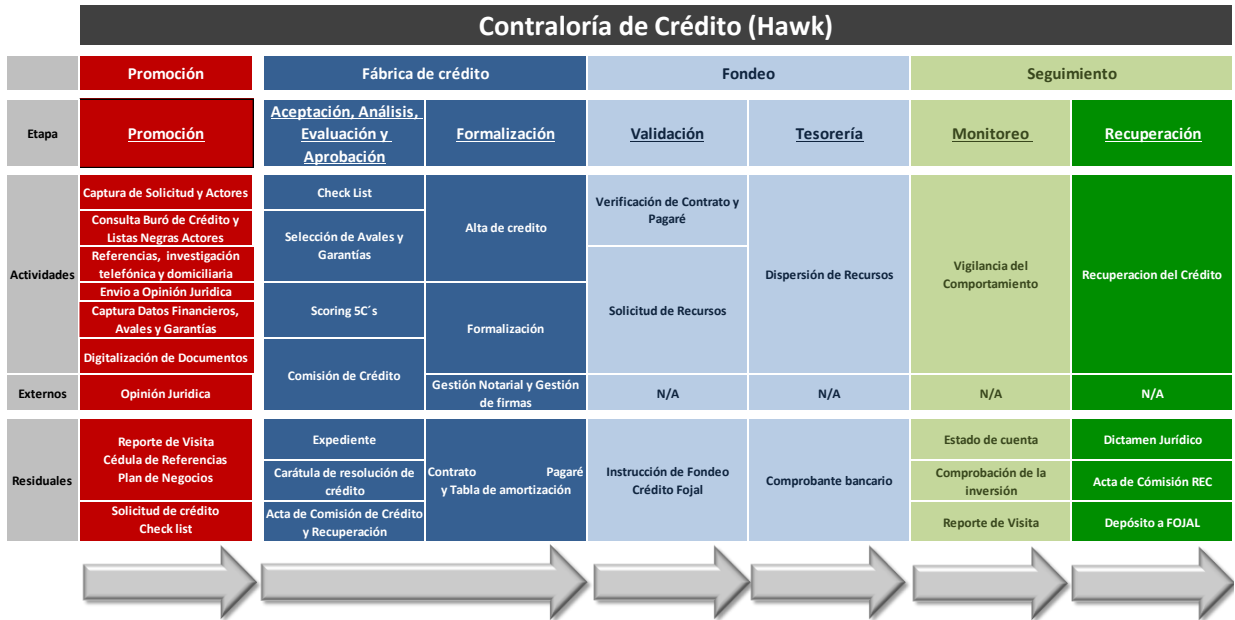 Contraloría de Crédito (Hawk)
Promoción
Fábrica de crédito
Fondeo
Seguimiento
Etapa
Promoción
Aceptación, Análisis,
Evaluación y
Aprobación
Formalización
Validación
Tesorería
Monitoreo
Recuperación
Actividades
Captura de Solicitud y Actores
Consulta Buró de Crédito y
Listas Negras Actores
Referencias, investigación
telefónica y domiciliaria
Envio a Opinión Juridica
Captura Datos Financieros,
Avales y Garantías
Digitalización de Documentos
Check List
Selección de Avales y
Garantías
Scoring 5C´s
Comisión de Crédito
Alta de credito
Formalización
Verificación de Contrato y
Pagaré
Solicitud de Recursos
Dispersión de Recursos
Vigilancia del
Comportamiento
Recuperacion del Crédito
Externos
Opinión Juridica
Gestión Notarial y Gestión
de firmas
N/A
N/A
N/A
N/A
Residuales
Reporte de Visita
Cédula de Referencias
Plan de Negocios
Solicitud de crédito
Check list
Expediente
Carátula de resolución de
crédito
Acta de Comisión de Crédito
y Recuperación
Contrato Pagaré
y Tabla de amortización
Instrucción de Fondeo
Crédito Fojal
Comprobante bancario
Estado de cuenta
Comprobación de la
inversión
Reporte de Visita
Dictamen Jurídico
Acta de Cómisión REC
Depósito a FOJAL